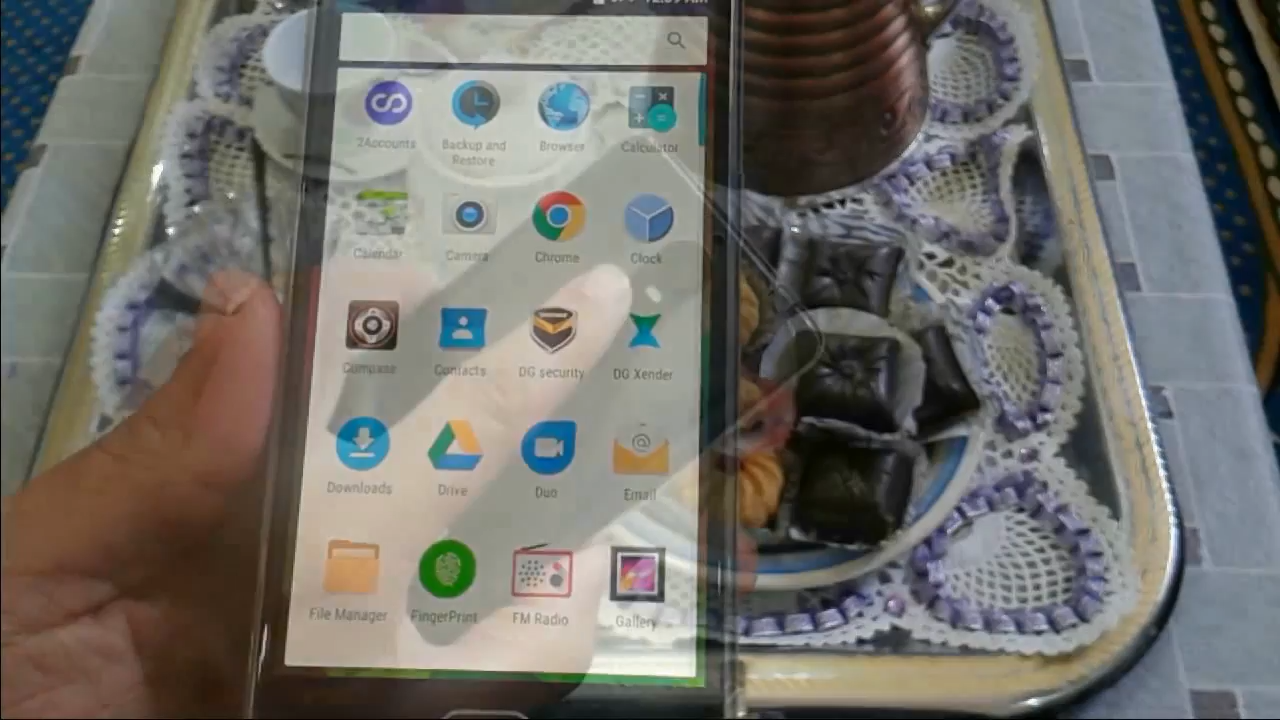 2Accounts
Backup and
Restore
Browser
Calculator
Calendar
Camera
Chrome
Clock
Compass
Contacts
DG security
DG Xender
Downloads
Drive
Duo
Email
File Manager
FingerPrint
FM Radio
Gallery